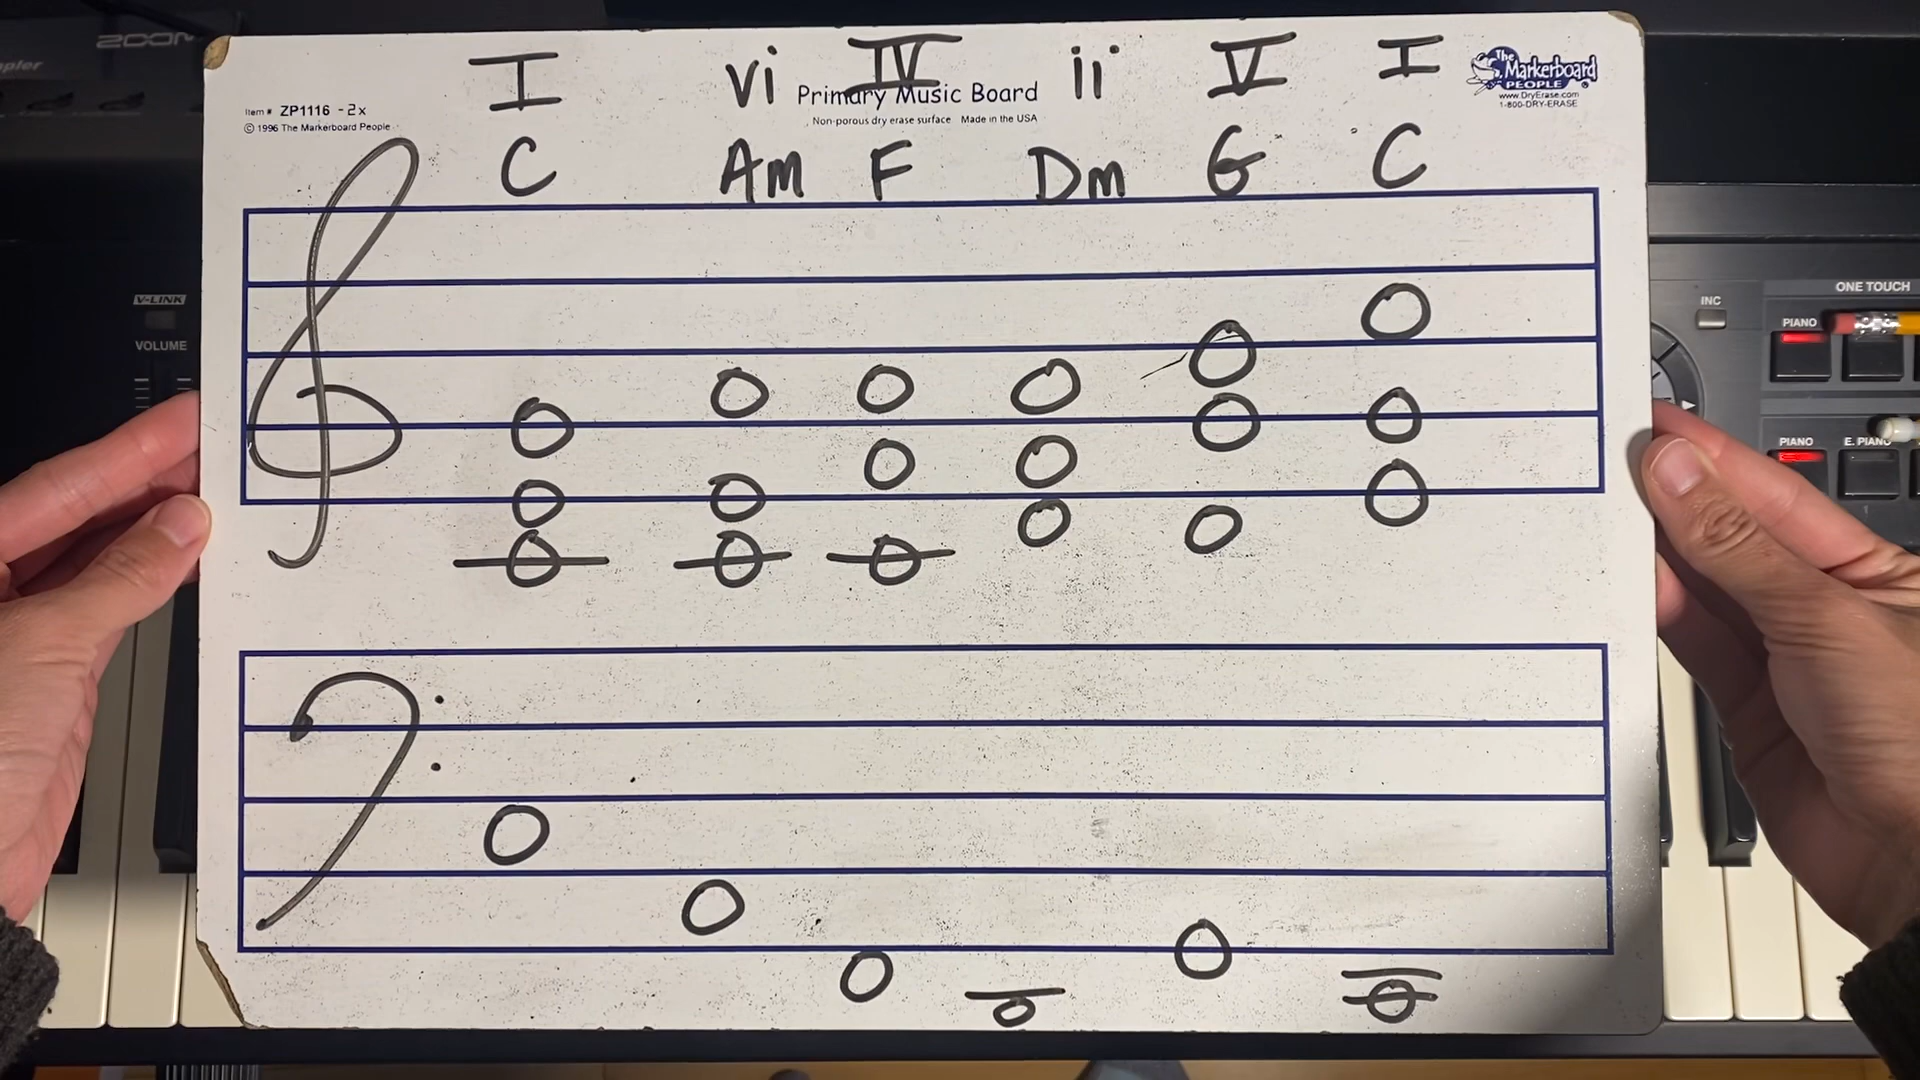 ZOOM
pler
I vi IV ii V I
Primary Music Board
Non-porous dry erase surface Made in the USA
Item # ZP1116 - 2x
© 1996 The Markerboard People
The Markerboard
PEOPLE
www.DryErase.com
1-800-DRY-ERASE
C Am F Dm G C
V-LINK
VOLUME
ONE TOUCH
INC
PIANO
PIANO E. PIANO